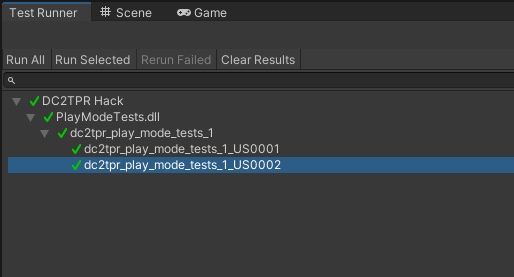 Test Runner Scene Game
Run All Run Selected Rerun Failed Clear Results
DC2TPR Hack
PlayModeTests.dll
dc2tpr_play_mode_tests_1
dc2tpr_play_mode_tests_1_US0001
dc2tpr_play_mode_tests_1_US0002